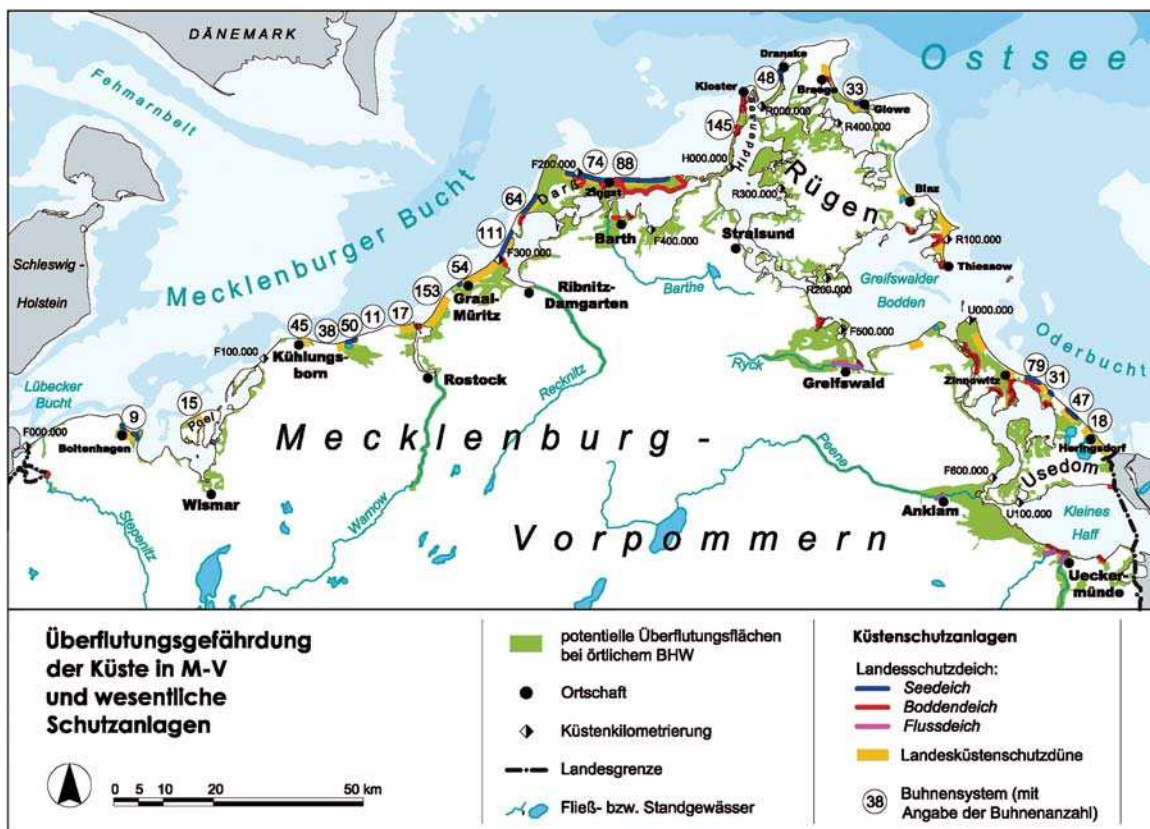 DÄNEMARK
Ostsee
Fehmarnbelt
Dranske
48
Kloster
Breege
33
Glowe
R000.000
R400.000
145
Hiddensee
F200.000
74
88
H000.000
Darß
Zingst
R300.000
Rügen
Binz
64
Mecklenburger Bucht
Barth
F400.000
Stralsund
R100.000
111
F300.000
Thiessow
Schleswig -
Holstein
54
Graal-
Müritz
Ribnitz-
Damgarten
Barthe
R200.000
Greifswalder
Bodden
U000.000
153
17
11
50
38
45
F500.000
Oderbucht
Kühlungs-
born
F100.000
Ryck
Greifswald
Zinnowitz
79
31
Lübecker
Bucht
Rostock
Recknitz
47
15
Poel
9
18
F000.000
Boltenhagen
Heringsdorf
Mecklenburg -
Peene
F600.000
Usedom
Wismar
Warnow
Anklam
U100.000
Kleines
Haff
Stepenitz
Vorpommern
Uecker-
münde
Überflutungsgefährdung
der Küste in M-V
und wesentliche
Schutzanlagen
0 5 10 20 50 km
potentielle Überflutungsflächen
bei örtlichem BHW
Ortschaft
Küstenkilometrierung
Landesgrenze
Fließ- bzw. Standgewässer
Küstenschutzanlagen
Landesschutzdeich:
Seedeich
Boddendeich
Flussdeich
Landesküstenschutzdüne
38 Buhnensystem (mit
Angabe der Buhnenanzahl)